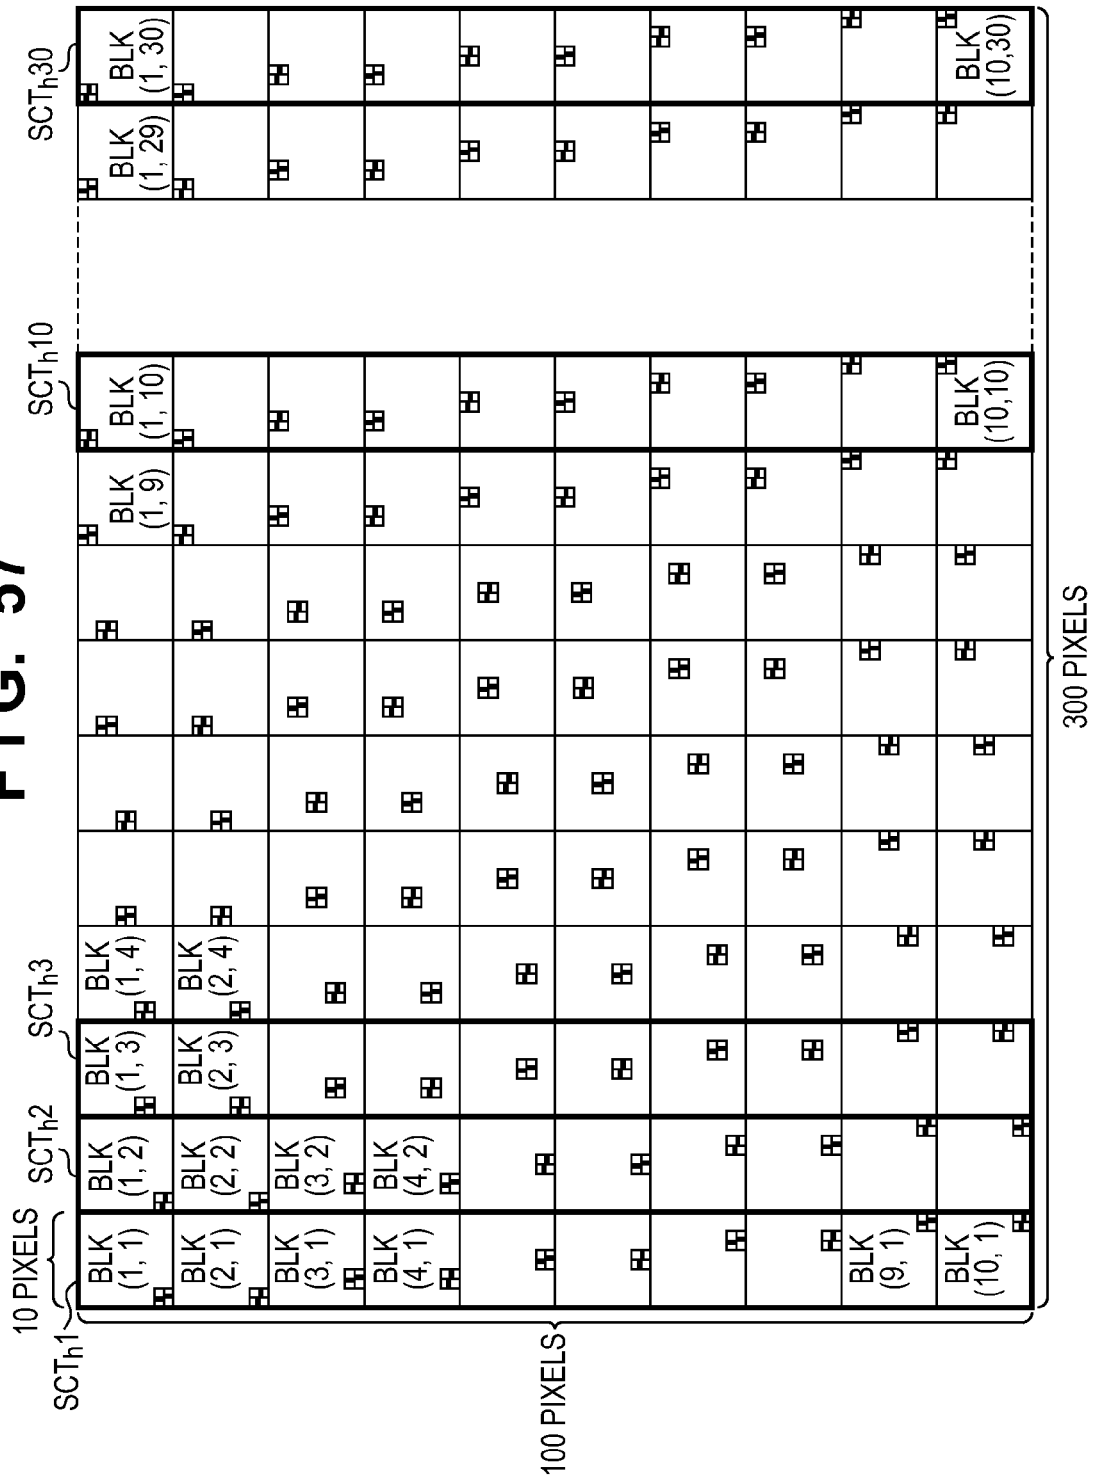 FIG. 57
10 PIXELS
SCTh1
SCTh2
SCTh3
SCTh10
SCTh30
BLK
(1, 1)
BLK
(1, 2)
BLK
(1, 3)
BLK
(1, 4)
BLK
(1, 9)
BLK
(1, 10)
BLK
(1, 29)
BLK
(1, 30)
BLK
(2, 1)
BLK
(2, 2)
BLK
(2, 3)
BLK
(2, 4)
BLK
(3, 1)
BLK
(3, 2)
BLK
(4, 1)
BLK
(4, 2)
100 PIXELS
BLK
(9, 1)
BLK
(10, 1)
BLK
(10,10)
BLK
(10,30)
300 PIXELS